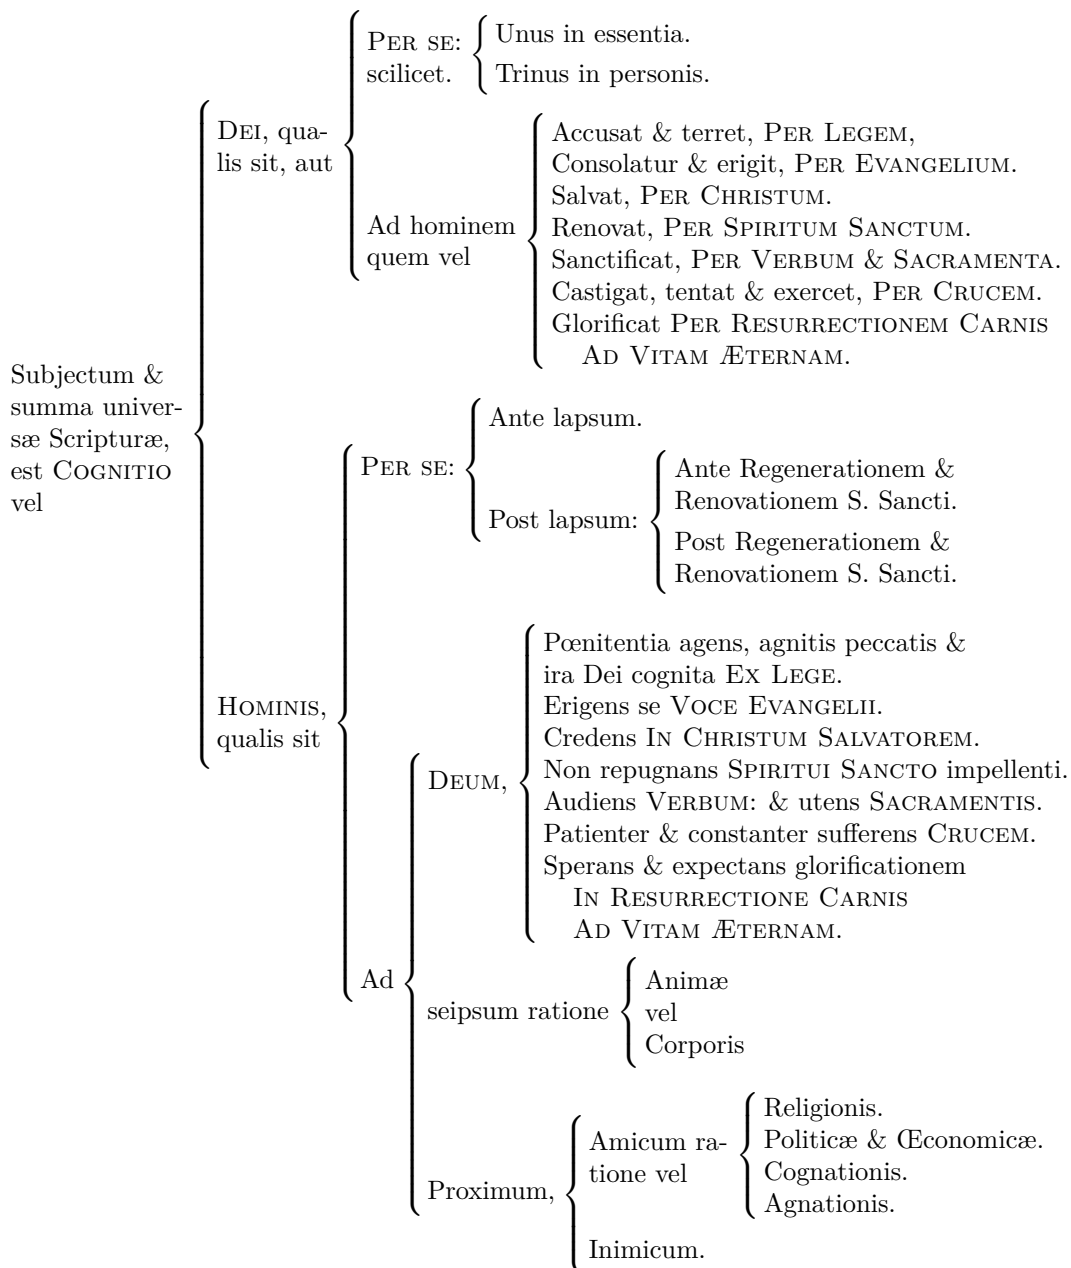 Subjectum &
summa univer-
sæ Scripturæ,
est COGNITIO
vel
DEI, qua-
lis sit, aut
PER SE:
scilicet.
Unus in essentia.
Trinus in personis.
Ad hominem
quem vel
Accusat & terret, PER LEGEM,
Consolatur & erigit, PER EVANGELIUM.
Salvat, PER CHRISTUM.
Renovat, PER SPIRITUM SANCTUM.
Sanctificat, PER VERBUM & SACRAMENTA.
Castigat, tentat & exercet, PER CRUCEM.
Glorificat PER RESURRECTIONEM CARNIS
AD VITAM ÆTERNAM.
HOMINIS,
qualis sit
PER SE:
Ante lapsum.
Post lapsum:
Ante Regenerationem &
Renovationem S. Sancti.
Post Regenerationem &
Renovationem S. Sancti.
Ad
DEUM,
Pœnitentia agens, agnitis peccatis &
ira Dei cognita EX LEGE.
Erigens se VOCE EVANGELII.
Credens IN CHRISTUM SALVATOREM.
Non repugnans SPIRITUI SANCTO impellenti.
Audiens VERBUM: & utens SACRAMENTIS.
Patienter & constanter sufferens CRUCEM.
Sperans & expectans glorificationem
IN RESURRECTIONE CARNIS
AD VITAM ÆTERNAM.
seipsum ratione
Animæ
vel
Corporis
Proximum,
Amicum ra-
tione vel
Religionis.
Politicæ & Œconomicæ.
Cognationis.
Agnationis.
Inimicum.